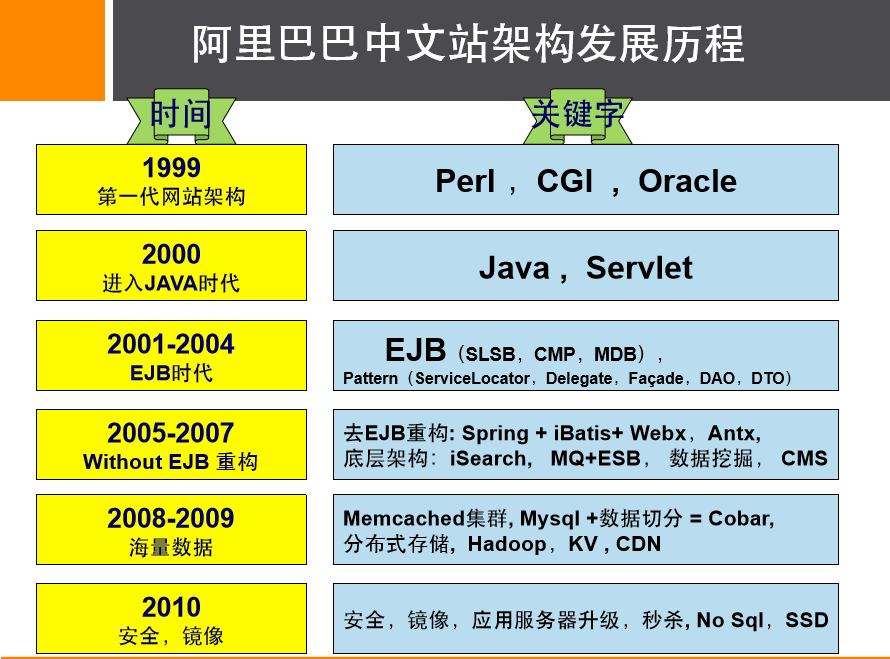 阿里巴巴中文站架构发展历程
时间
关键字
1999
第一代网站架构
Perl ，CGI ，Oracle
2000
进入JAVA时代
Java ，Servlet
2001-2004
EJB时代
EJB（SLSB，CMP，MDB），
Pattern（ServiceLocator，Delegate，Façade，DAO，DTO）
2005-2007
Without EJB 重构
去EJB重构: Spring + iBatis+ Webx，Antx,
底层架构：iSearch, MQ+ESB， 数据挖掘， CMS
2008-2009
海量数据
Memcached集群, Mysql +数据切分 = Cobar,
分布式存储, Hadoop，KV , CDN
2010
安全，镜像
安全，镜像，应用服务器升级，秒杀, No Sql，SSD